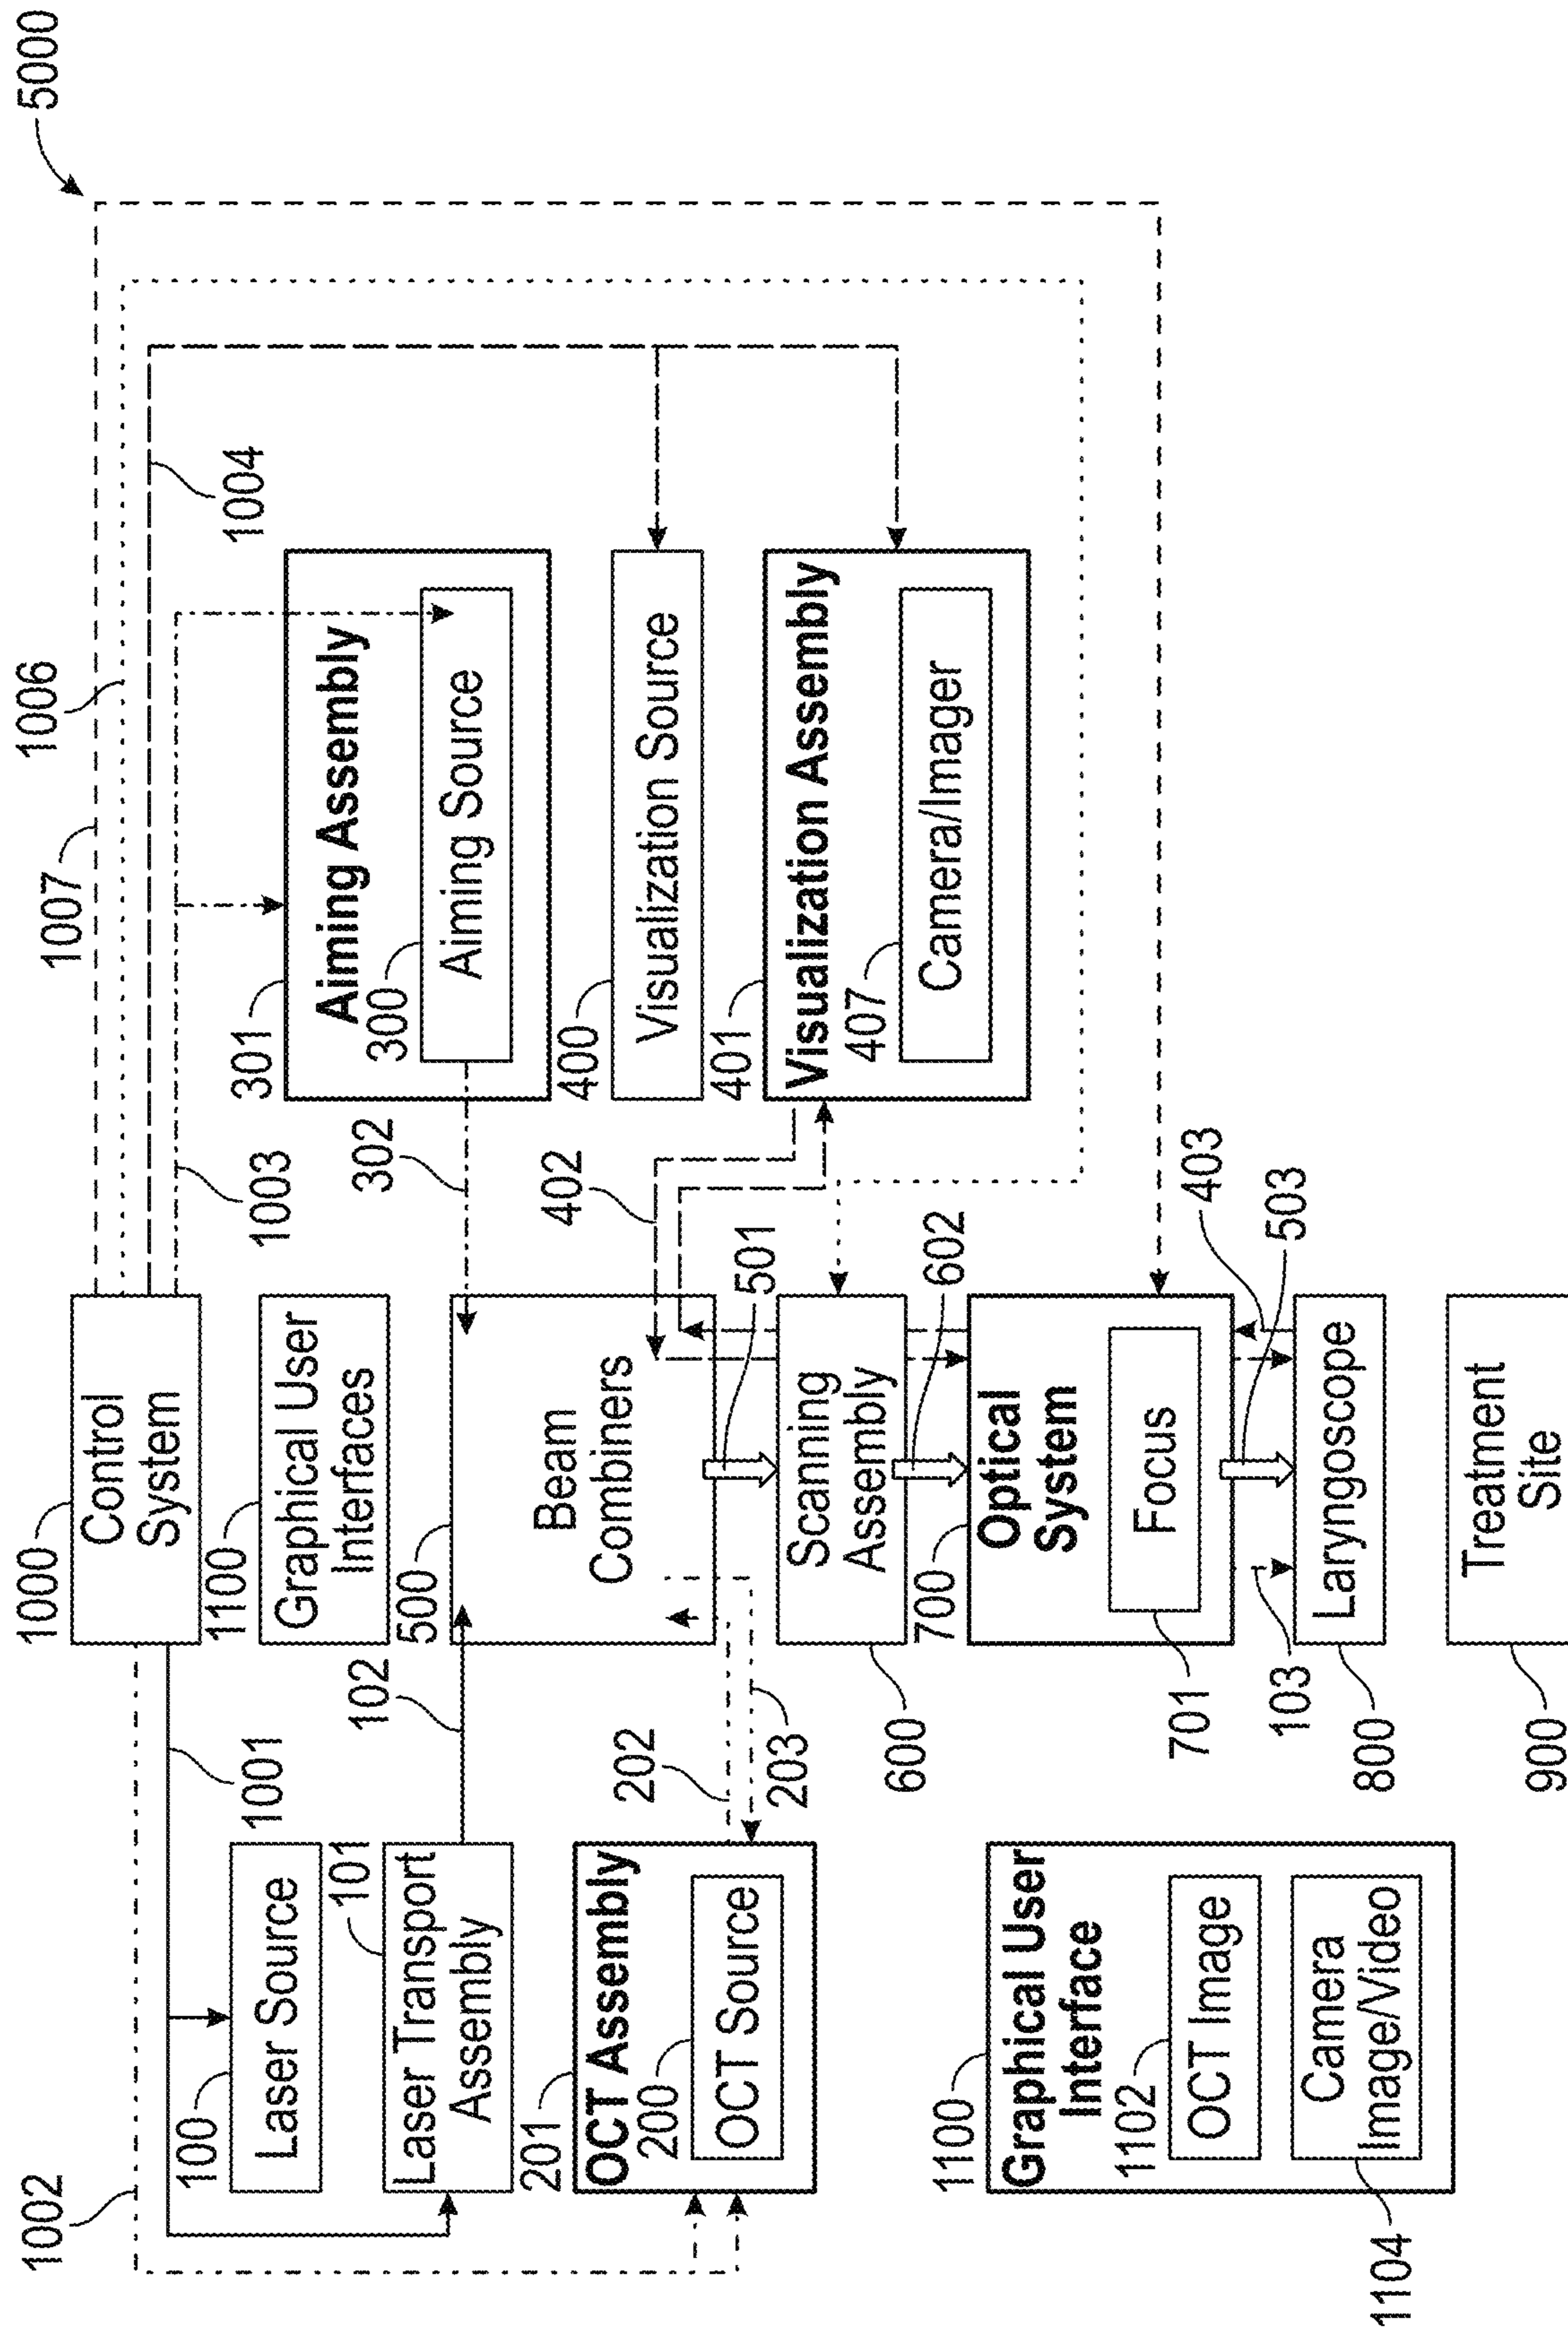 5000
1007
1006
1002
1000
Control
System
1001
1003
1004
100
Laser Source
1100
Graphical User
Interfaces
301
Aiming Assembly
300
Aiming Source
101
Laser Transport
Assembly
102
500
Beam
Combiners
302
400
Visualization Source
201
OCT Assembly
200
OCT Source
202
203
402
401
Visualization Assembly
407
Camera/Imager
501
600
Scanning
Assembly
602
1100
Graphical User
Interface
1102
OCT Image
1104
Camera
Image/Video
700
Optical
System
701
Focus
403
503
103
800
Laryngoscope
900
Treatment
Site